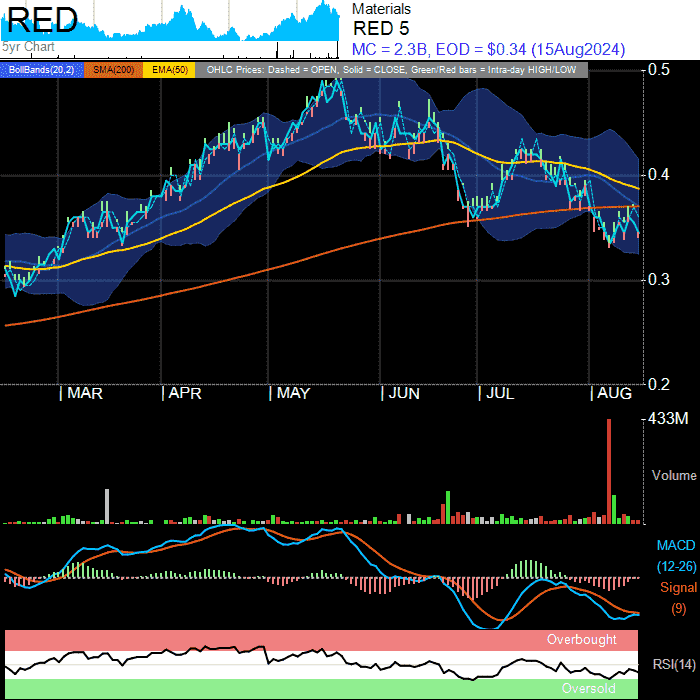 RED
5yr Chart
Materials
RED 5
MC = 2.3B, EOD = $0.34 (15Aug2024)
BollBands(20,2) SMA(200) EMA(50) OHLC Prices: Dashed = OPEN, Solid = CLOSE, Green/Red bars = Intra-day HIGH/LOW
0.5
0.4
0.3
0.2
| MAR | APR | MAY | JUN | JUL | AUG
433M
Volume
MACD
(12-26)
Signal
(9)
Overbought
RSI(14)
Oversold